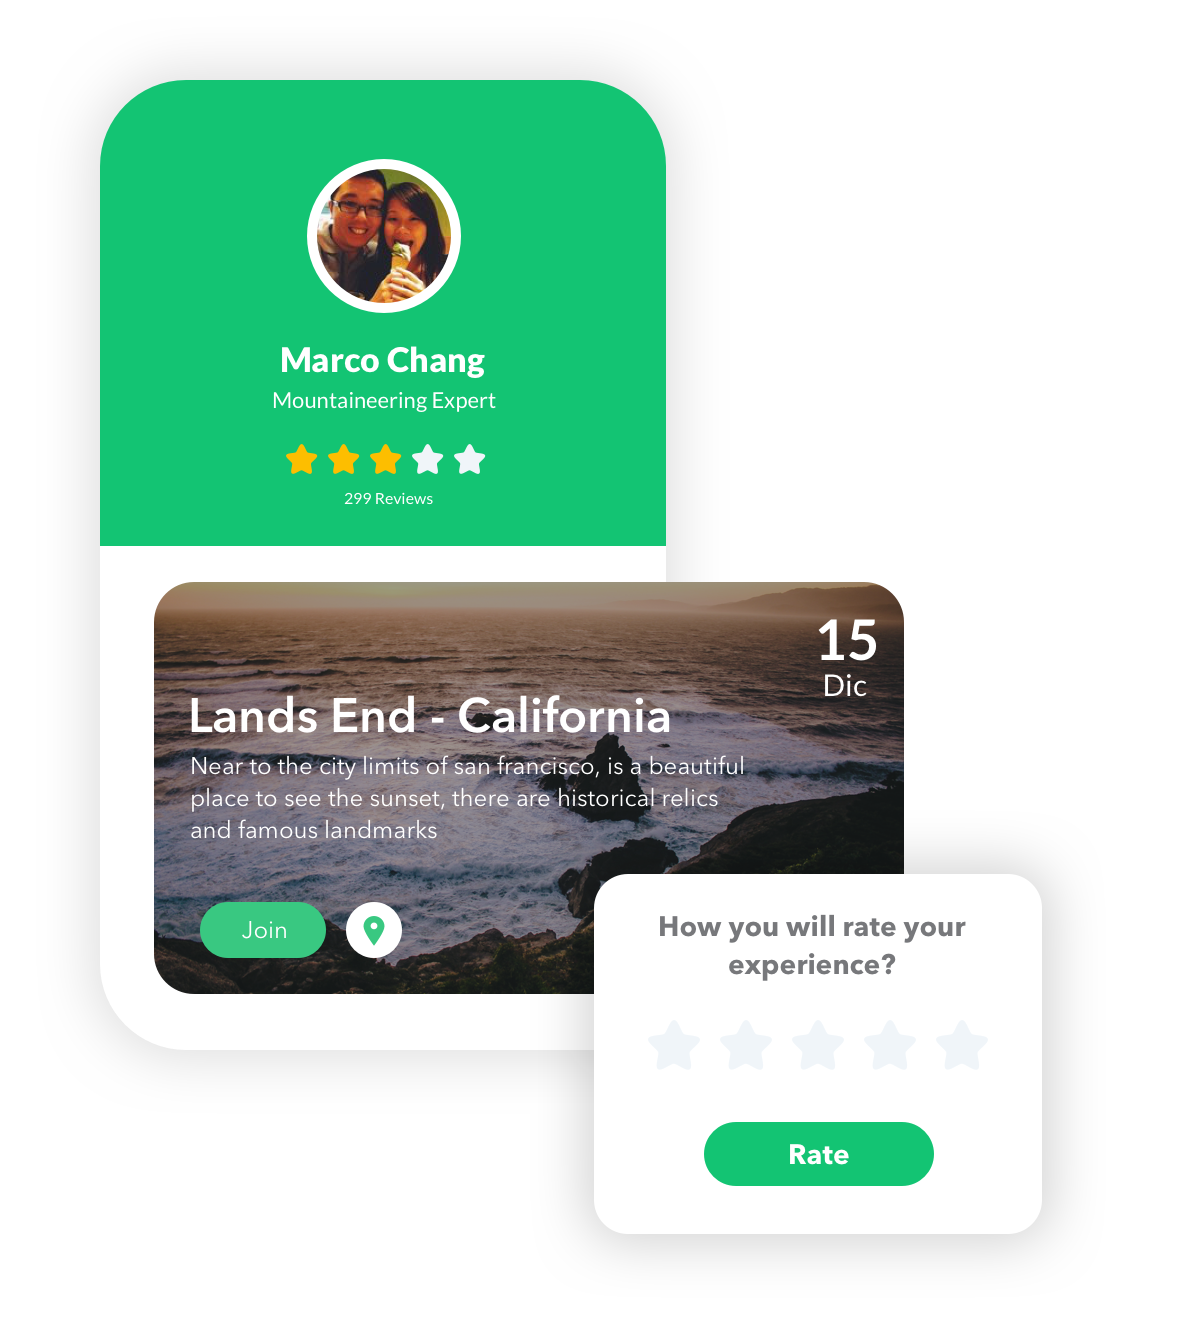 Marco Chang
Mountaineering Expert
299 Reviews
15
Dic
Lands End - California
Near to the city limits of san francisco, is a beautiful
place to see the sunset, there are historical relics
and famous landmarks
Join
How you will rate your
experience?
Rate